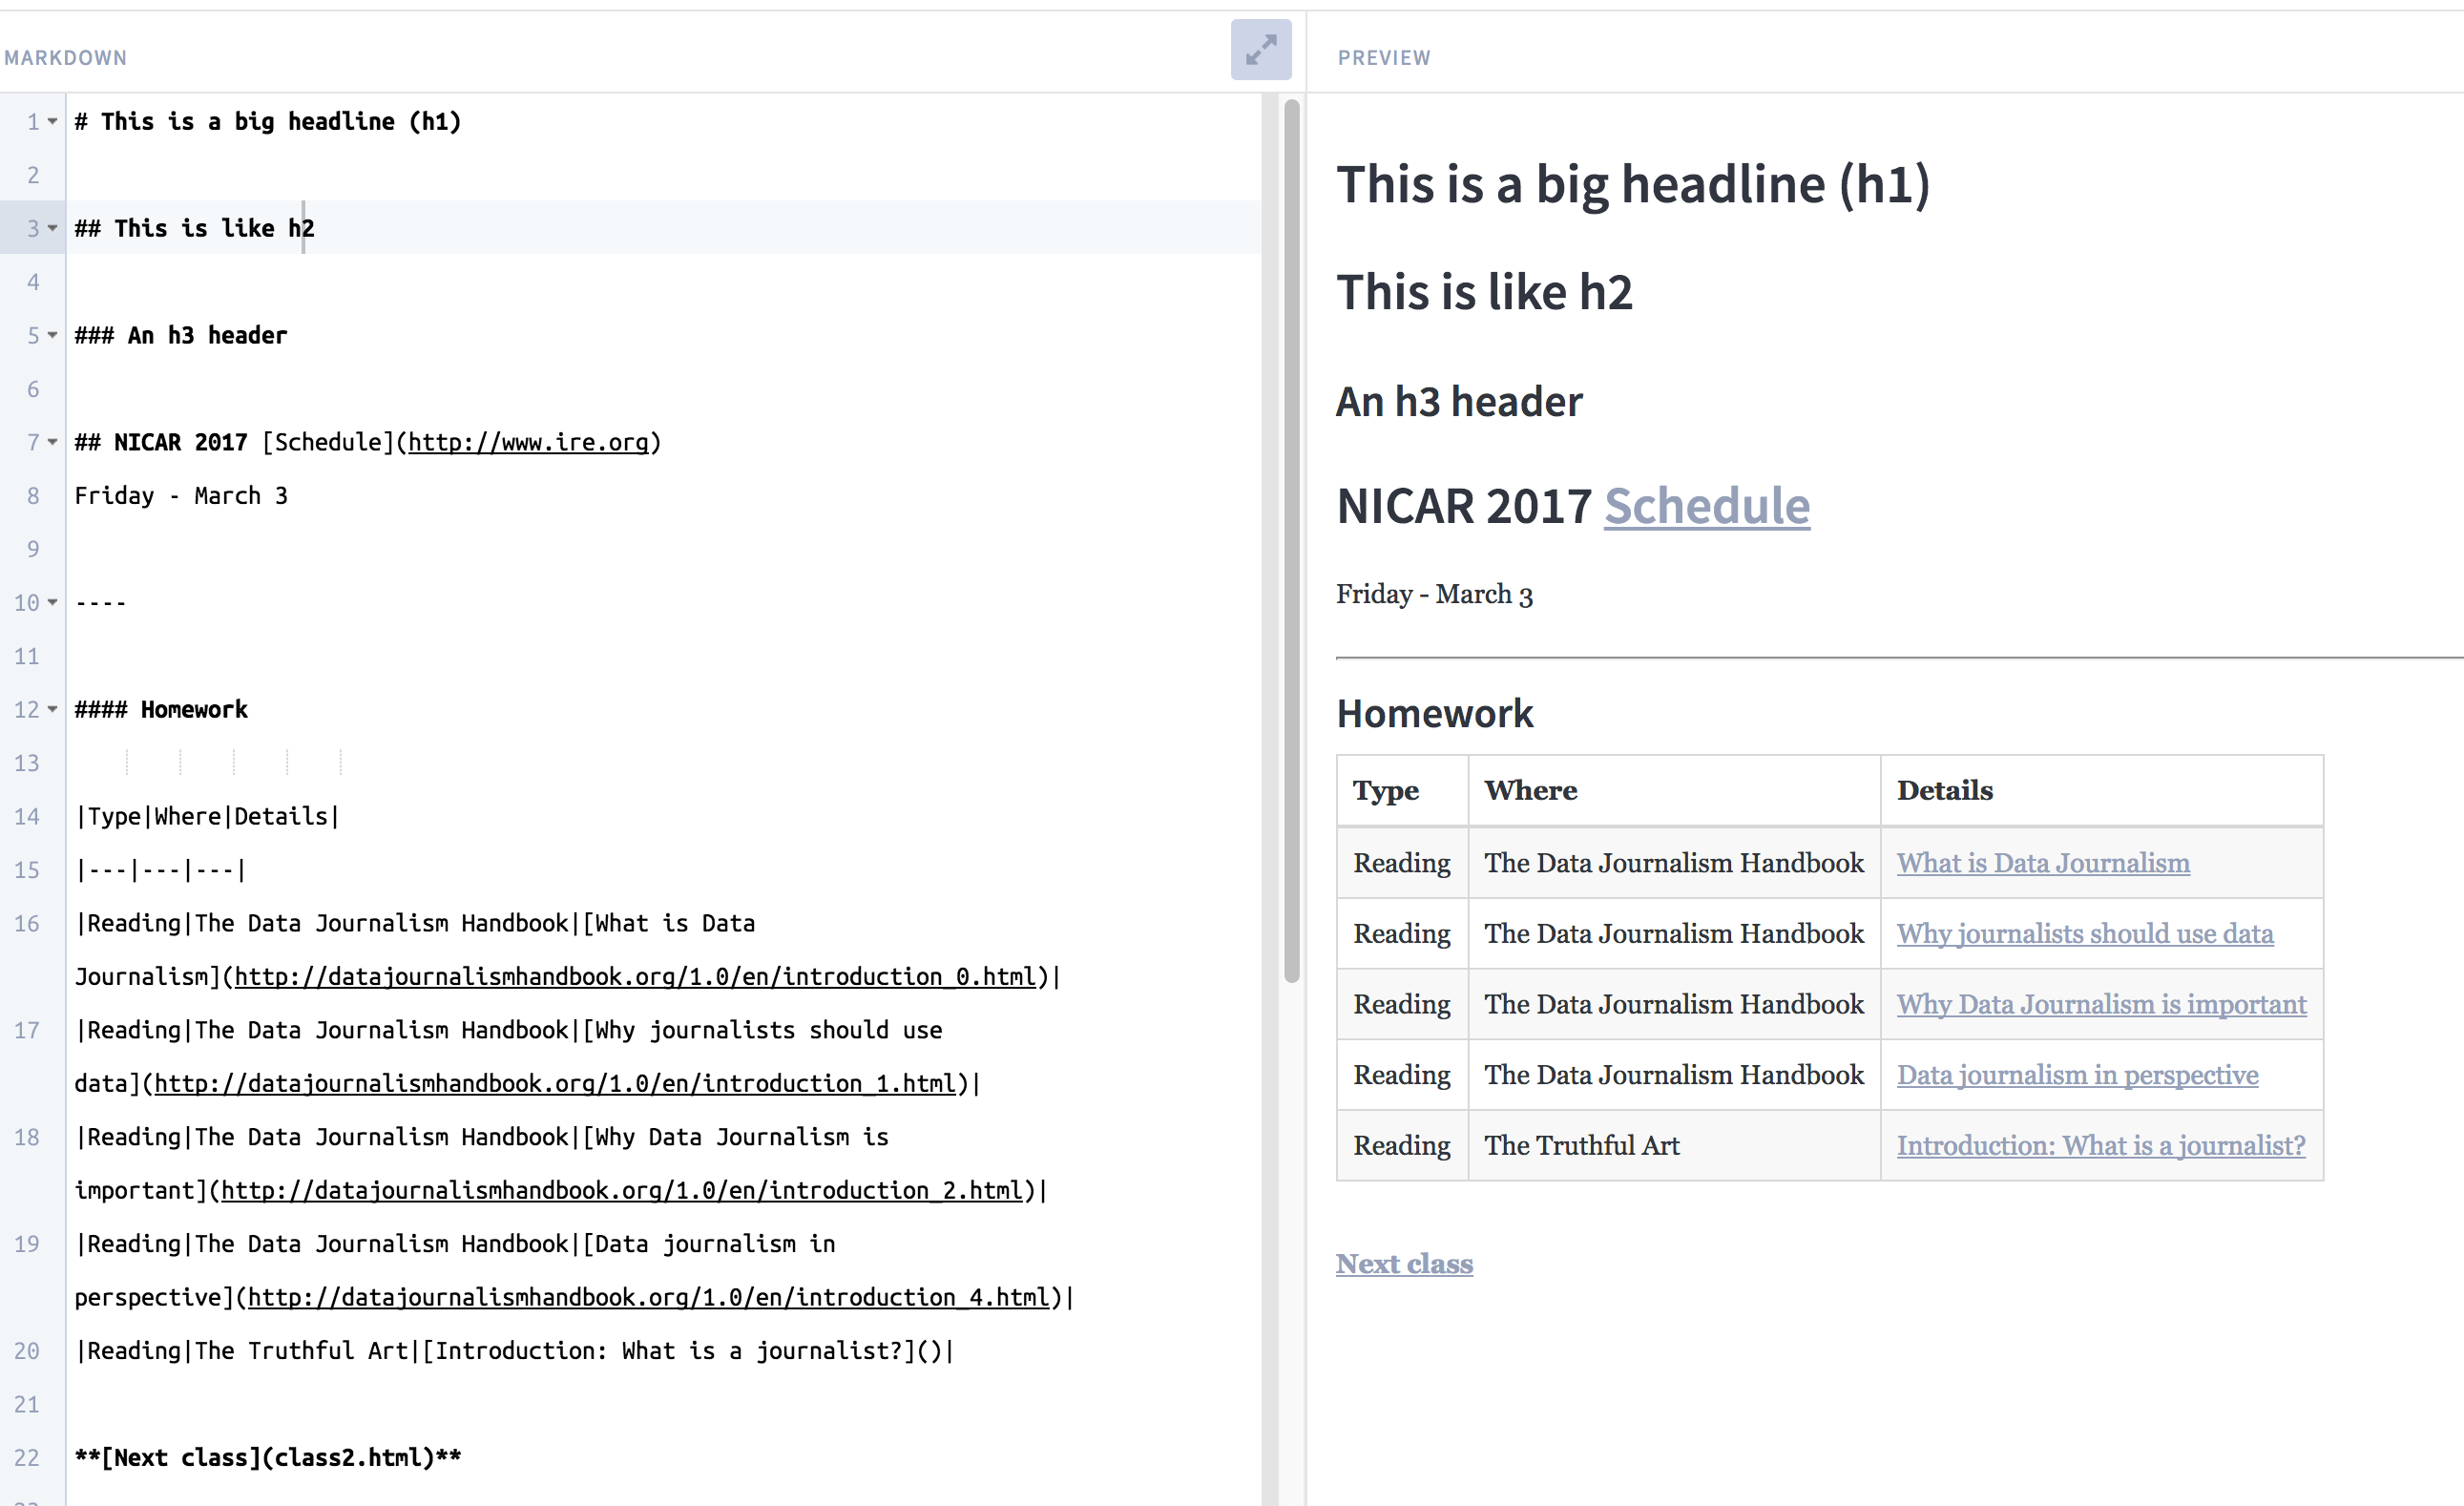 MARKDOWN
1 # This is a big headline (h1)
2
3 ## This is like h2
4
5 ### An h3 header
6
7 ## NICAR 2017 [Schedule](http://www.ire.org)
8 Friday - March 3
9
10 ----
11
12 #### Homework
13
14 |Type|Where|Details|
15 |---|---|---|
16 |Reading|The Data Journalism Handbook|[What is Data
Journalism](http://datajournalismhandbook.org/1.0/en/introduction_0.html)|
17 |Reading|The Data Journalism Handbook|[Why journalists should use
data](http://datajournalismhandbook.org/1.0/en/introduction_1.html)|
18 |Reading|The Data Journalism Handbook|[Why Data Journalism is
important](http://datajournalismhandbook.org/1.0/en/introduction_2.html)|
19 |Reading|The Data Journalism Handbook|[Data journalism in
perspective](http://datajournalismhandbook.org/1.0/en/introduction_4.html)|
20 |Reading|The Truthful Art|[Introduction: What is a journalist?]()|
21
22 **[Next class](class2.html)**
PREVIEW
This is a big headline (h1)
This is like h2
An h3 header
NICAR 2017 Schedule
Friday - March 3
Homework
Type Where Details
Reading The Data Journalism Handbook What is Data Journalism
Reading The Data Journalism Handbook Why journalists should use data
Reading The Data Journalism Handbook Why Data Journalism is important
Reading The Data Journalism Handbook Data journalism in perspective
Reading The Truthful Art Introduction: What is a journalist?
Next class